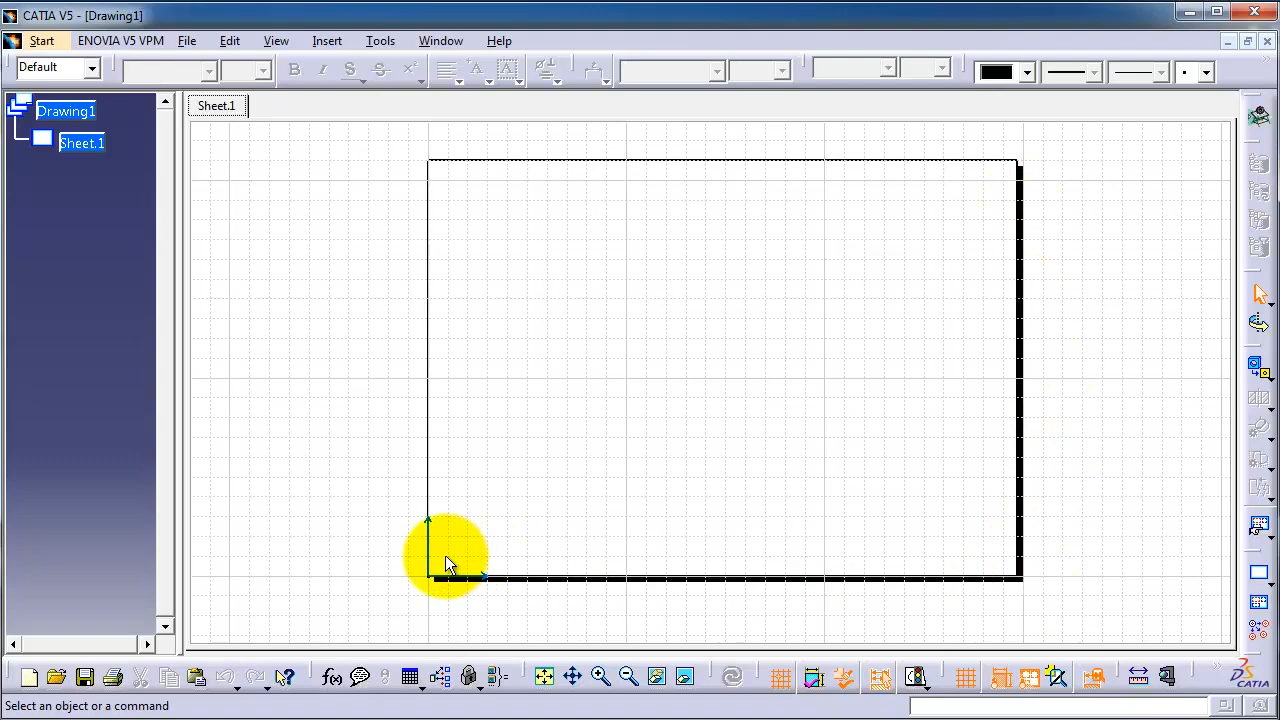 CATIA V5 - [Drawing1]
Start ENOVIA V5 VPM File Edit View Insert Tools Window Help
Default B I S S x²
Sheet.1
Drawing1
Sheet.1
f(x)
CATIA
Select an object or a command